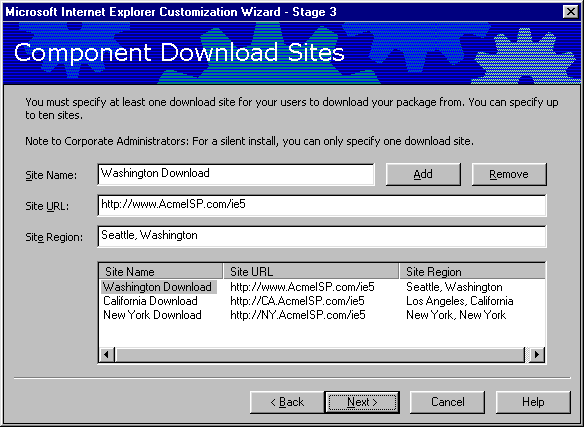 Microsoft Internet Explorer Customization Wizard - Stage 3
Component Download Sites
You must specify at least one download site for your users to download your package from. You can specify up
to ten sites.
Note to Corporate Administrators: For a silent install, you can only specify one download site.
Site Name: Washington Download Add Remove
Site URL: http://www.AcmeISP.com/ie5
Site Region: Seattle, Washington
Site Name Site URL Site Region
Washington Download http://www.AcmeISP.com/ie5 Seattle, Washington
California Download http://CA.AcmeISP.com/ie5 Los Angeles, California
New York Download http://NY.AcmeISP.com/ie5 New York, New York
< Back Next > Cancel Help